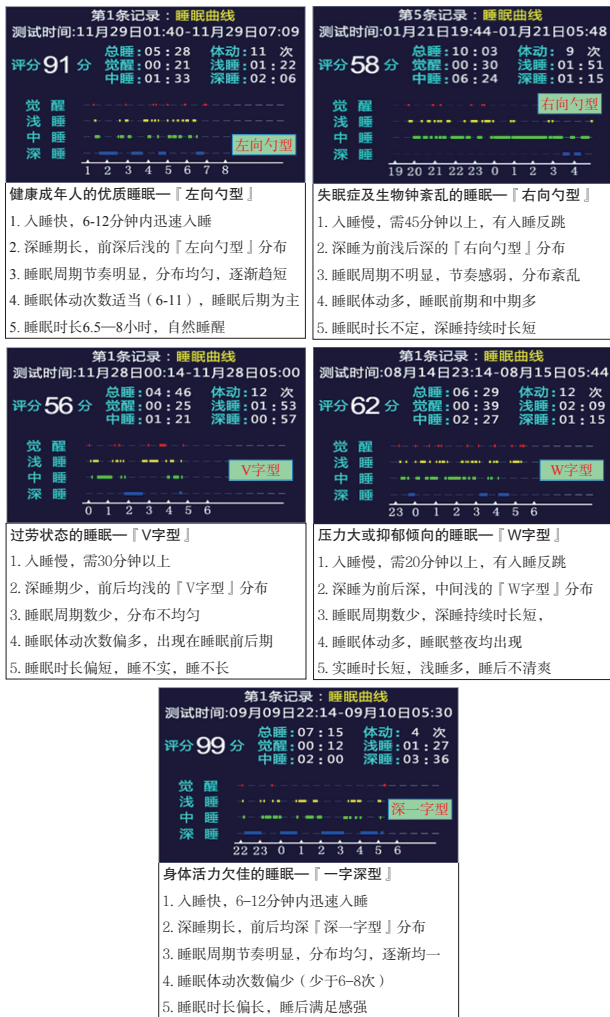 第1条记录：睡眠曲线
测试时间:11月29日01:40-11月29日07:09
评分91分
总睡:05:28 体动:11 次
觉醒:00:21 浅睡:01:22
中睡:01:33 深睡:02:06
觉 醒
浅 睡
中 睡
深 睡
左向勺型
1 2 3 4 5 6 7 8
健康成年人的优质睡眠—『左向勺型』
1. 入睡快，6-12分钟内迅速入睡
2. 深睡期长，前深后浅的『左向勺型』分布
3. 睡眠周期节奏明显，分布均匀，逐渐趋短
4. 睡眠体动次数适当（6-11），睡眠后期为主
5. 睡眠时长6.5—8小时，自然睡醒
第5条记录：睡眠曲线
测试时间:01月21日19:44-01月21日05:48
评分58分
总睡:10:03 体动: 9 次
觉醒:00:30 浅睡:01:51
中睡:06:24 深睡:01:15
觉 醒
浅 睡
中 睡
深 睡
右向勺型
19 20 21 22 23 0 1 2 3 4
失眠症及生物钟紊乱的睡眠—『右向勺型』
1. 入睡慢，需45分钟以上，有入睡反跳
2. 深睡为前浅后深的『右向勺型』分布
3. 睡眠周期不明显，节奏感弱，分布紊乱
4. 睡眠体动多，睡眠前期和中期多
5. 睡眠时长不定，深睡持续时长短
第1条记录：睡眠曲线
测试时间:11月28日00:14-11月28日05:00
评分56分
总睡:04:46 体动:12 次
觉醒:00:25 浅睡:01:53
中睡:01:21 深睡:00:57
觉 醒
浅 睡
中 睡
深 睡
V字型
0 1 2 3 4 5 6
过劳状态的睡眠—『V字型』
1. 入睡慢，需30分钟以上
2. 深睡期少，前后均浅的『V字型』分布
3. 睡眠周期数少，分布不均匀
4. 睡眠体动次数偏多，出现在睡眠前后期
5. 睡眠时长偏短，睡不实，睡不长
第1条记录：睡眠曲线
测试时间:08月14日23:14-08月15日05:44
评分62分
总睡:06:29 体动:12 次
觉醒:00:39 浅睡:02:09
中睡:02:27 深睡:01:15
觉 醒
浅 睡
中 睡
深 睡
W字型
23 0 1 2 3 4 5 6
压力大或抑郁倾向的睡眠—『W字型』
1. 入睡慢，需20分钟以上，有入睡反跳
2. 深睡为前后深，中间浅的『W字型』分布
3. 睡眠周期数少，深睡持续时长短，
4. 睡眠体动多，睡眠整夜均出现
5. 实睡时长短，浅睡多，睡后不清爽
第1条记录：睡眠曲线
测试时间:09月09日22:14-09月10日05:30
评分99分
总睡:07:15 体动: 4 次
觉醒:00:12 浅睡:01:27
中睡:02:00 深睡:03:36
觉 醒
浅 睡
中 睡
深 睡
深一字型
22 23 0 1 2 3 4 5 6
身体活力欠佳的睡眠—『一字深型』
1. 入睡快，6-12分钟内迅速入睡
2. 深睡期长，前后均深『深一字型』分布
3. 睡眠周期节奏明显，分布均匀，逐渐均一
4. 睡眠体动次数偏少（少于6-8次）
5. 睡眠时长偏长，睡后满足感强